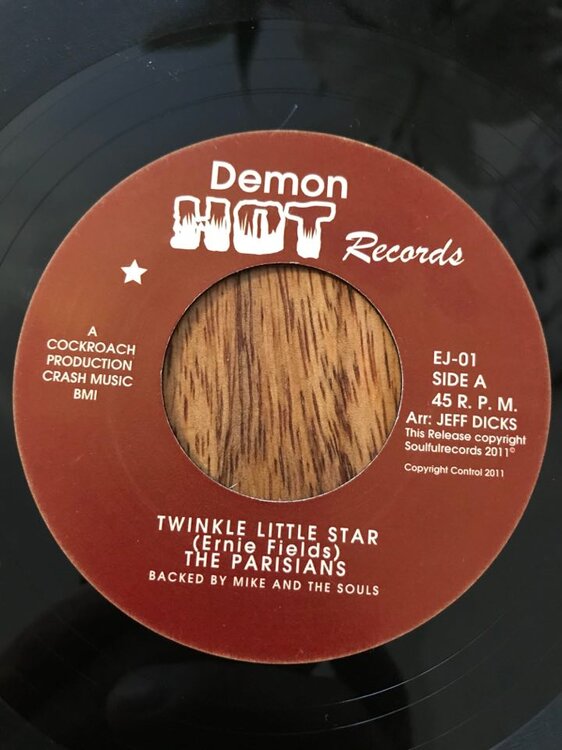 Demon
HOT Records
A
COCKROACH
PRODUCTION
CRASH MUSIC
BMI
EJ-01
SIDE A
45 R. P. M.
Arr: JEFF DICKS
This Release copyright
Soulfulrecords 2011©
Copyright Control 2011
TWINKLE LITTLE STAR
(Ernie Fields)
THE PARISIANS
BACKED BY MIKE AND THE SOULS